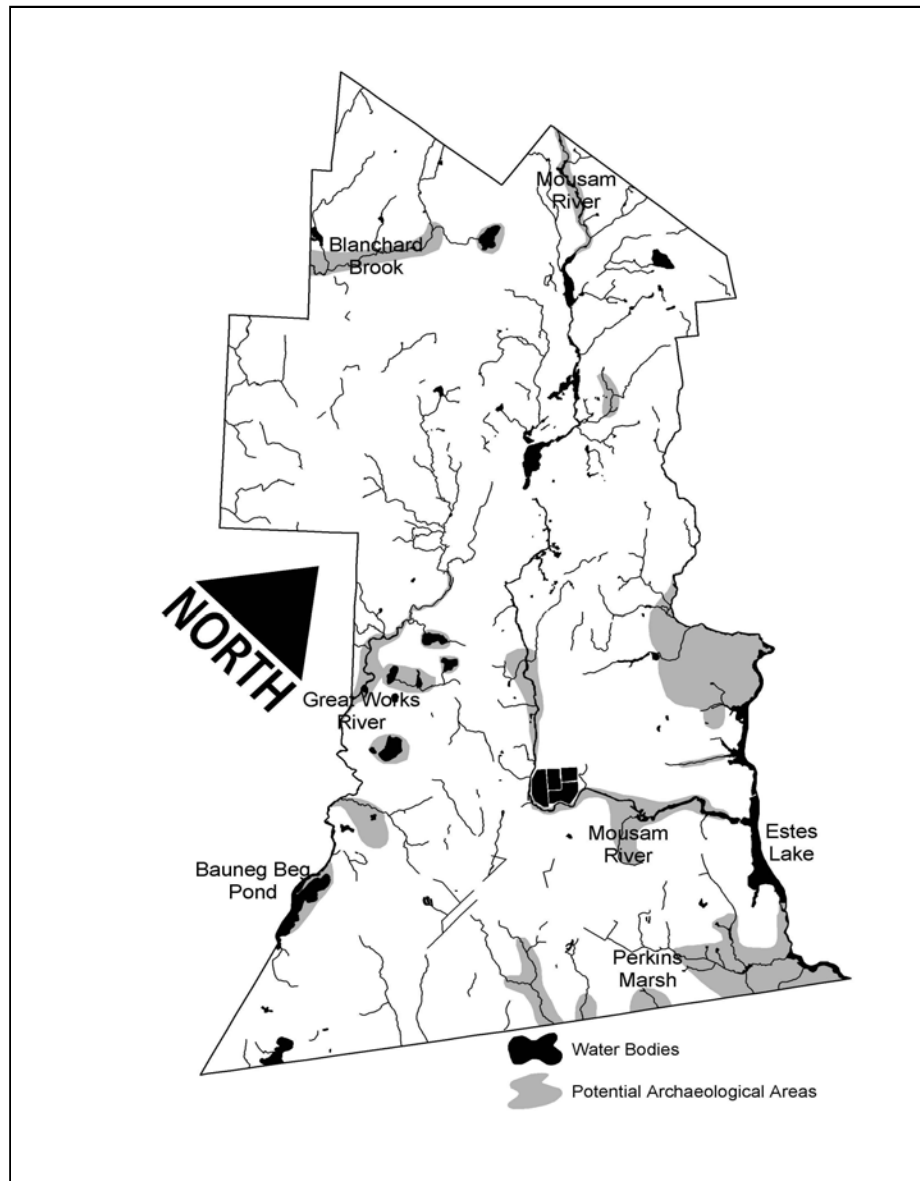 Mousam
River
Blanchard
Brook
NORTH
Great Works
River
Mousam
River
Estes
Lake
Bauneg Beg
Pond
Perkins
Marsh
Water Bodies
Potential Archaeological Areas